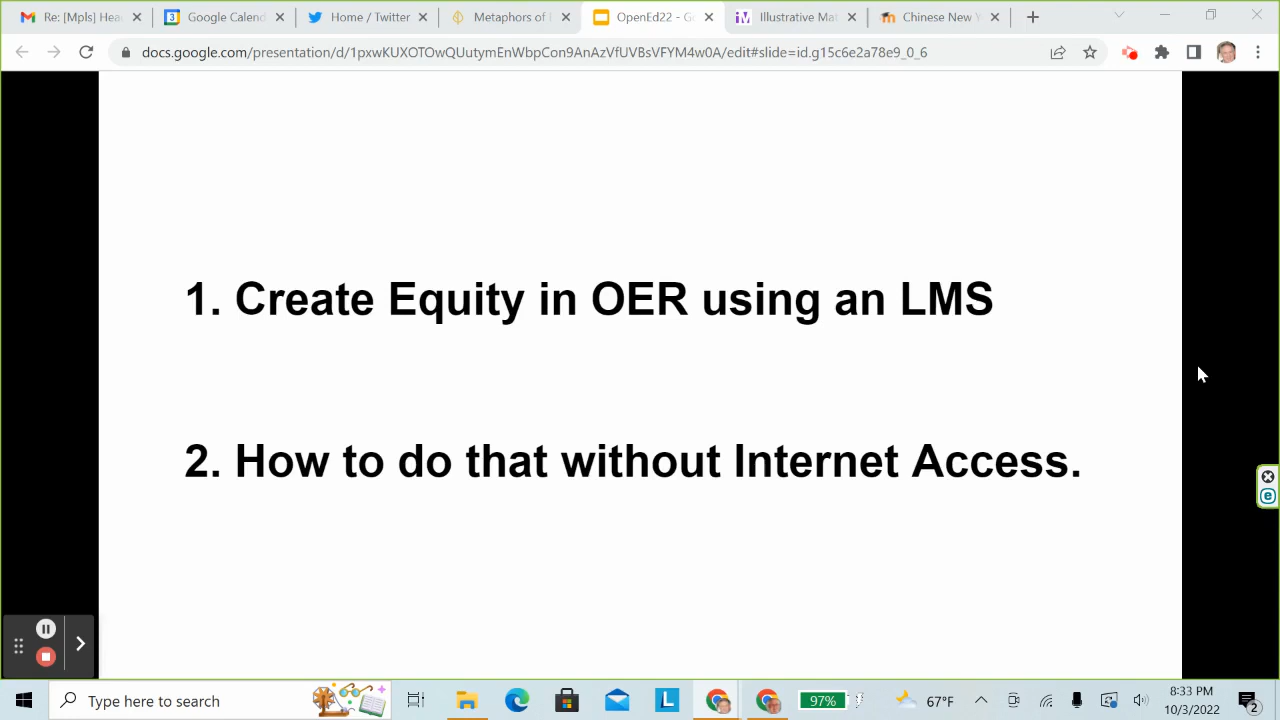 Re: [Mpls] Hea
Google Calend
Home / Twitter
Metaphors of
OpenEd22 - G
Illustrative Mat
Chinese New Y
docs.google.com/presentation/d/1pxwKUXOTOwQUutymEnWbpCon9AnAzVfUVBsVFYM4w0A/edit#slide=id.g15c6e2a78e9_0_6
1. Create Equity in OER using an LMS
2. How to do that without Internet Access.
Type here to search
97%
67°F
8:33 PM
10/3/2022
2